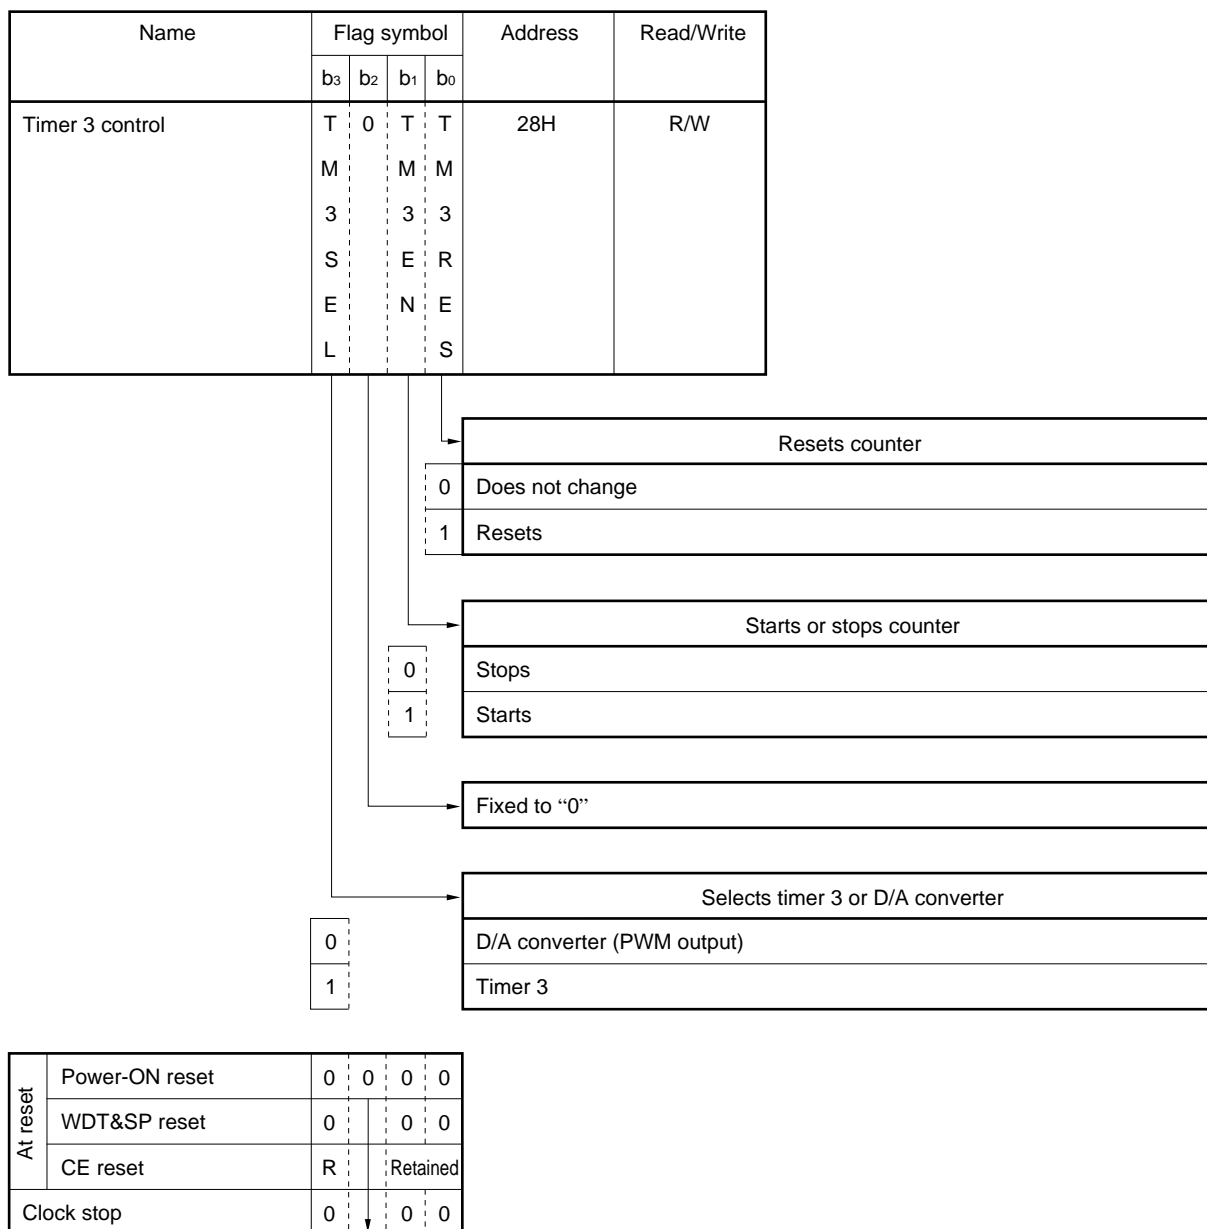 Name Flag symbol Address Read/Write
b3 b2 b1 b0
Timer 3 control T 0 T T 28H R/W
M M M
3 3 3
S E R
E N E
L S
Resets counter
0 Does not change
1 Resets
Starts or stops counter
0 Stops
1 Starts
Fixed to “0”
Selects timer 3 or D/A converter
0 D/A converter (PWM output)
1 Timer 3
At reset
Power-ON reset 0 0 0 0
WDT&SP reset 0 0 0
CE reset R Retained
Clock stop 0 0 0